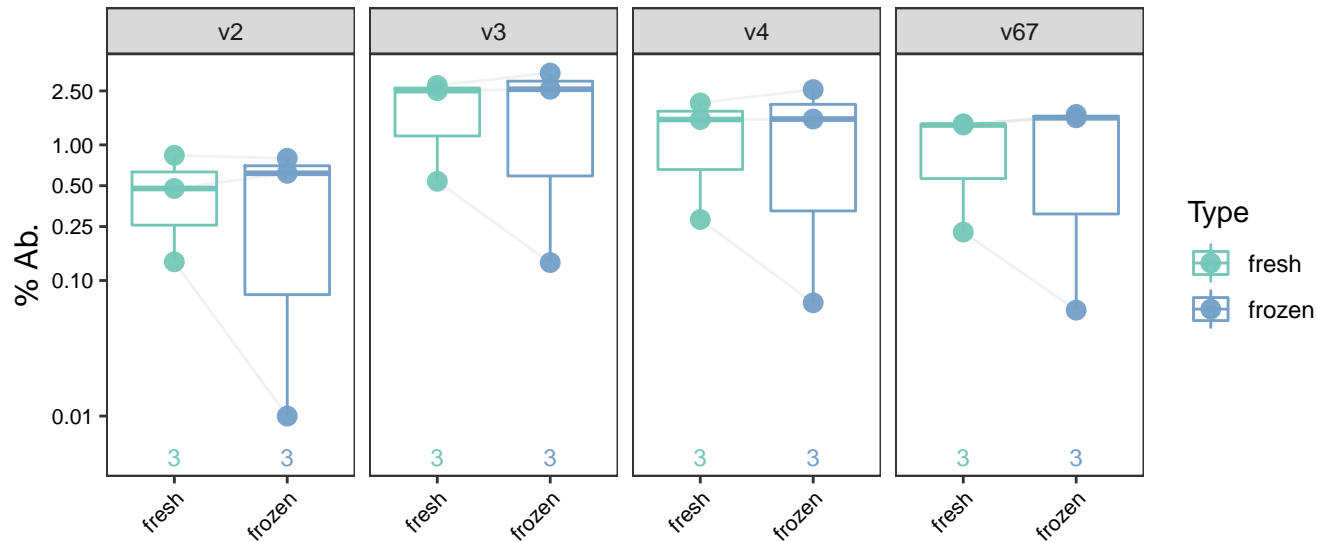 v2 v3 v4 v67
% Ab.
2.50
1.00
0.50
0.25
0.10
0.01
3 3 3 3 3 3 3 3
fresh frozen fresh frozen fresh frozen fresh frozen
Type
fresh
frozen